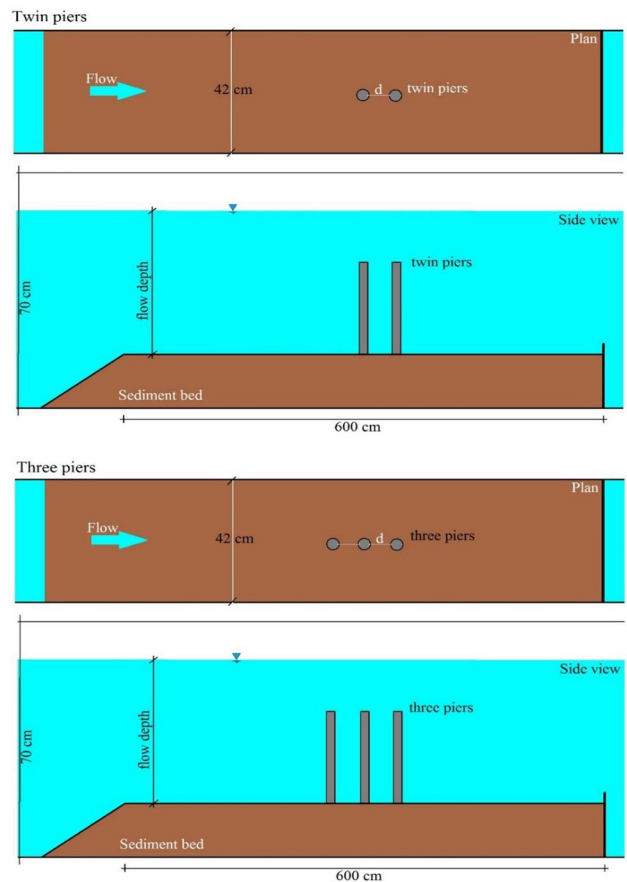 Twin piers
Plan
Flow
42 cm
d
twin piers
Side view
70 cm
flow depth
twin piers
Sediment bed
600 cm
Three piers
Plan
Flow
42 cm
d
three piers
Side view
70 cm
flow depth
three piers
Sediment bed
600 cm